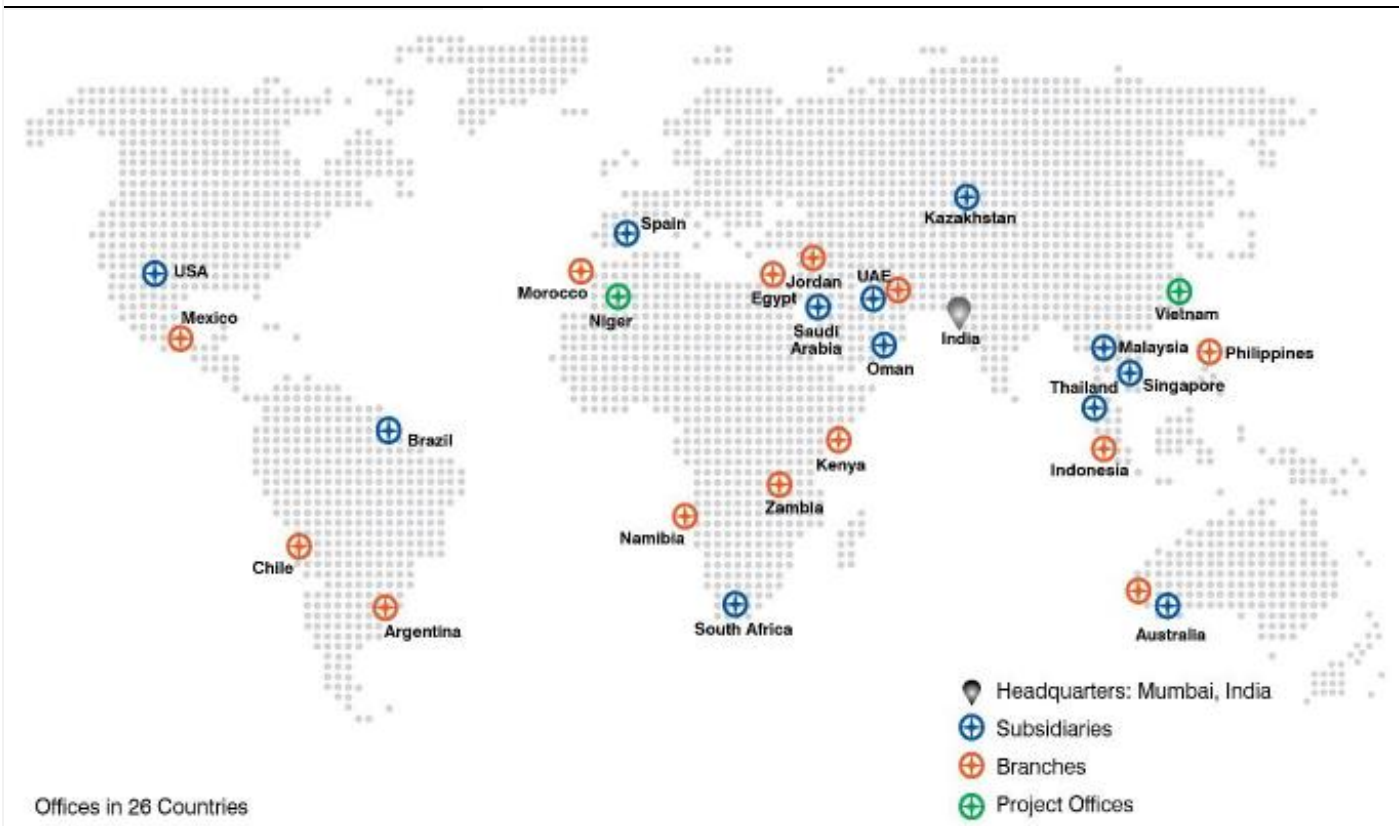 Kazakhstan
Spain
USA
Morocco
Niger
Egypt
Jordan
UAE
Saudi
Arabia
Oman
India
Vietnam
Mexico
Malaysia
Philippines
Thailand
Singapore
Brazil
Kenya
Indonesia
Zambia
Namibia
Chile
Argentina
South Africa
Australia
Headquarters: Mumbai, India
Subsidiaries
Branches
Project Offices
Offices in 26 Countries